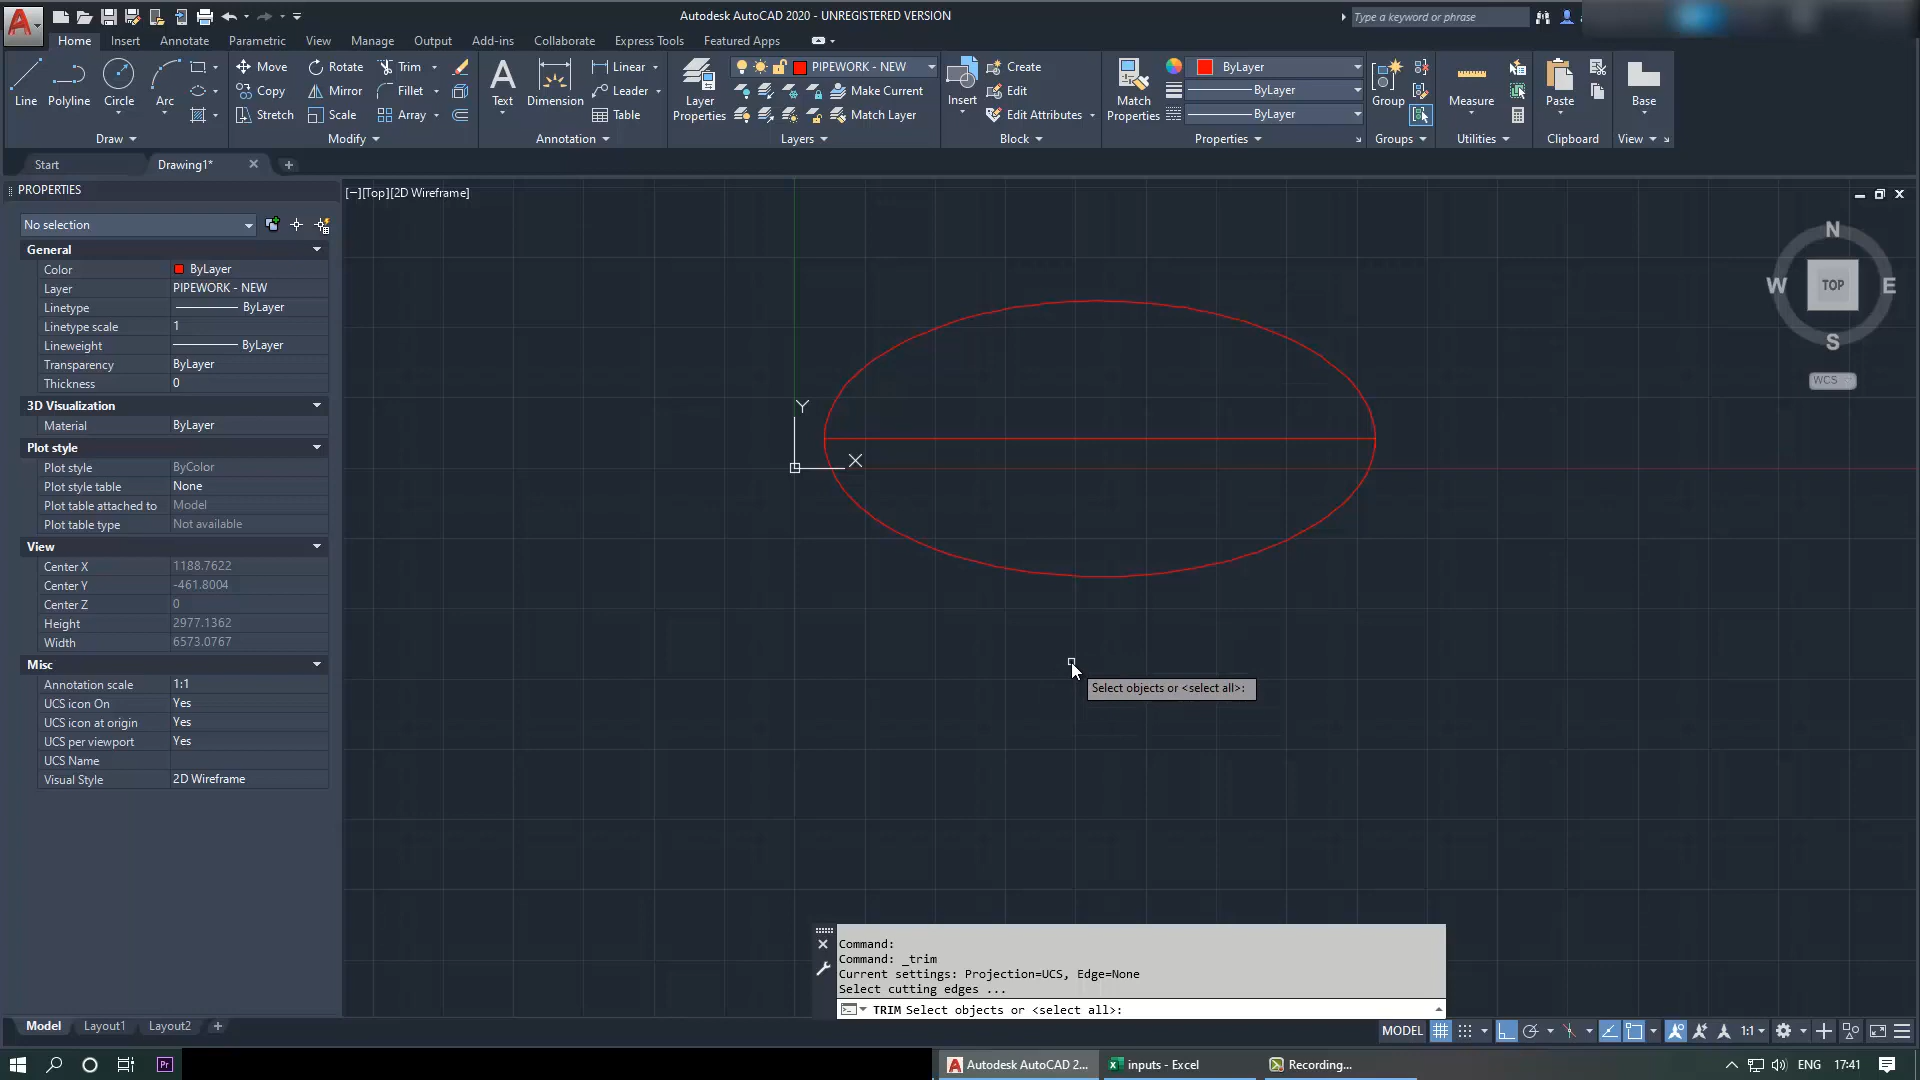 Autodesk AutoCAD 2020 - UNREGISTERED VERSION
Type a keyword or phrase
Home Insert Annotate Parametric View Manage Output Add-ins Collaborate Express Tools Featured Apps
Line Polyline Circle Arc
Move Rotate Trim
Copy Mirror Fillet
Stretch Scale Array
Text Dimension
Linear
Leader
Table
Layer Properties
PIPEWORK - NEW
Make Current
Match Layer
Insert
Create
Edit
Edit Attributes
Match Properties
ByLayer
ByLayer
ByLayer
Group Measure Paste Base
Draw Modify Annotation Layers Block Properties Groups Utilities Clipboard View
Start Drawing1*
PROPERTIES
No selection
General
Color ByLayer
Layer PIPEWORK - NEW
Linetype ByLayer
Linetype scale 1
Lineweight ByLayer
Transparency ByLayer
Thickness 0
3D Visualization
Material ByLayer
Plot style
Plot style ByColor
Plot style table None
Plot table attached to Model
Plot table type Not available
View
Center X 1188.7622
Center Y -461.8004
Center Z 0
Height 2977.1362
Width 6573.0767
Misc
Annotation scale 1:1
UCS icon On Yes
UCS icon at origin Yes
UCS per viewport Yes
UCS Name
Visual Style 2D Wireframe
[−][Top][2D Wireframe]
N
W TOP E
S
WCS
Y
X
Select objects or <select all>:
Command:
Command: _trim
Current settings: Projection=UCS, Edge=None
Select cutting edges ...
TRIM Select objects or <select all>:
Model Layout1 Layout2
MODEL 1:1
Pr
Autodesk AutoCAD 2... inputs - Excel Recording... ENG 17:41